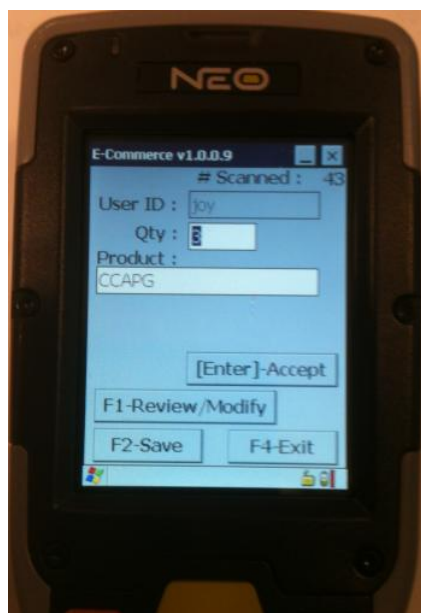 NEO
E-Commerce v1.0.0.9
# Scanned : 43
User ID : joy
Qty : 3
Product :
CCAPG
[Enter]-Accept
F1-Review/Modify
F2-Save F4-Exit